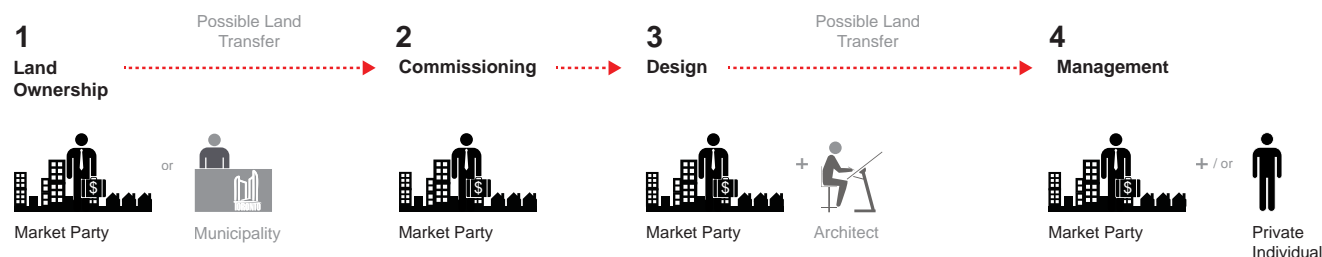 1
Land
Ownership
Possible Land
Transfer
2
Commissioning
3
Design
Possible Land
Transfer
4
Management
$
Market Party
or
TORONTO
Municipality
$
Market Party
$
Market Party
+
Architect
$
Market Party
+ / or
Private
Individual